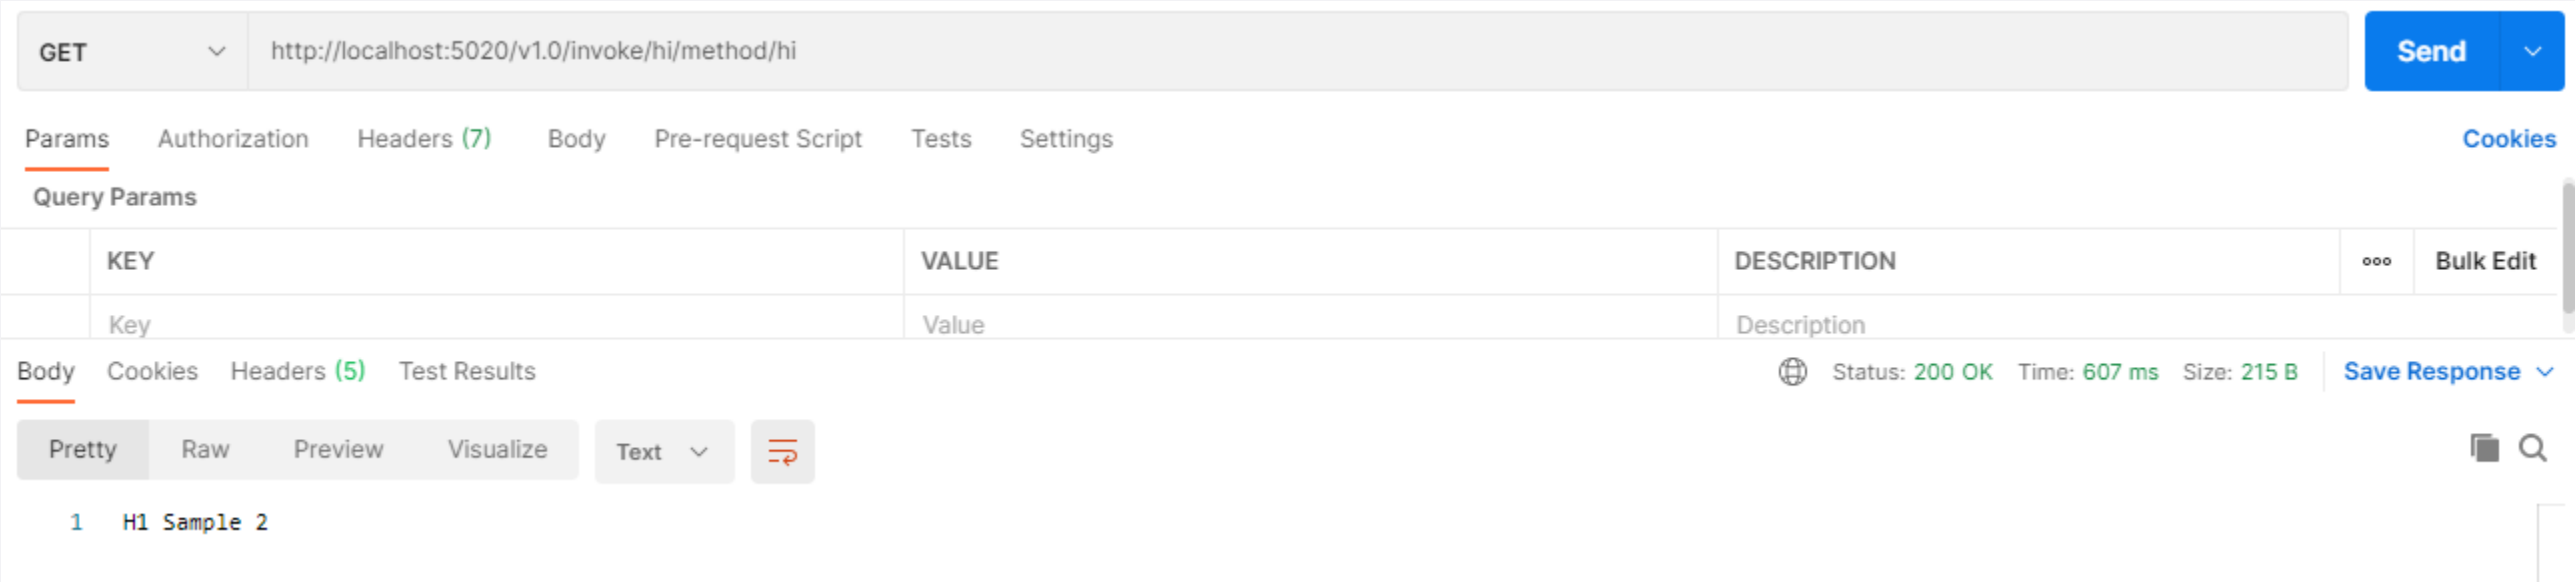 GET http://localhost:5020/v1.0/invoke/hi/method/hi Send
Params Authorization Headers (7) Body Pre-request Script Tests Settings Cookies
Query Params
KEY VALUE DESCRIPTION ooo Bulk Edit
Key Value Description
Body Cookies Headers (5) Test Results Status: 200 OK Time: 607 ms Size: 215 B Save Response
Pretty Raw Preview Visualize Text
1 H1 Sample 2